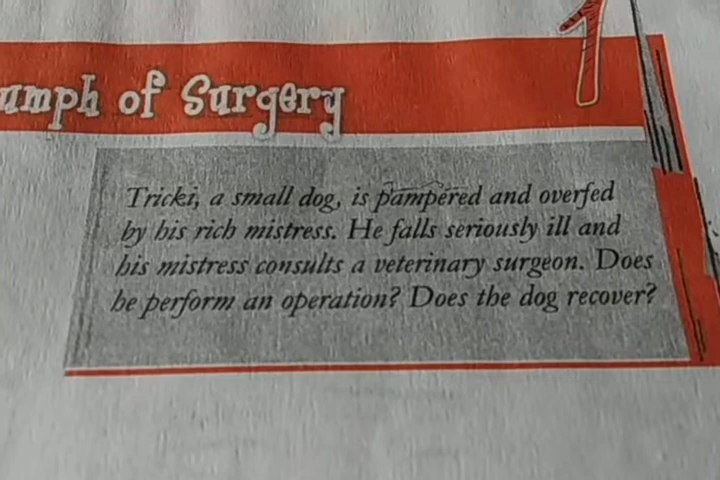 1
umph of Surgery
Tricki, a small dog, is pampered and overfed
by his rich mistress. He falls seriously ill and
his mistress consults a veterinary surgeon. Does
he perform an operation? Does the dog recover?